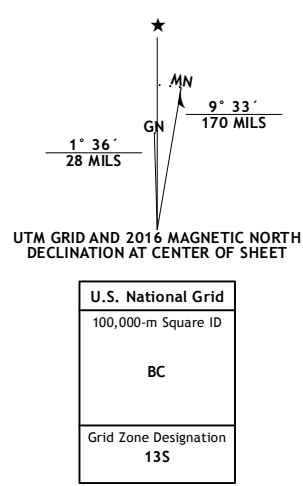 ★
MN
GN
9° 33´
170 MILS
1° 36´
28 MILS
UTM GRID AND 2016 MAGNETIC NORTH
DECLINATION AT CENTER OF SHEET
U.S. National Grid
100,000-m Square ID
BC
Grid Zone Designation
13S